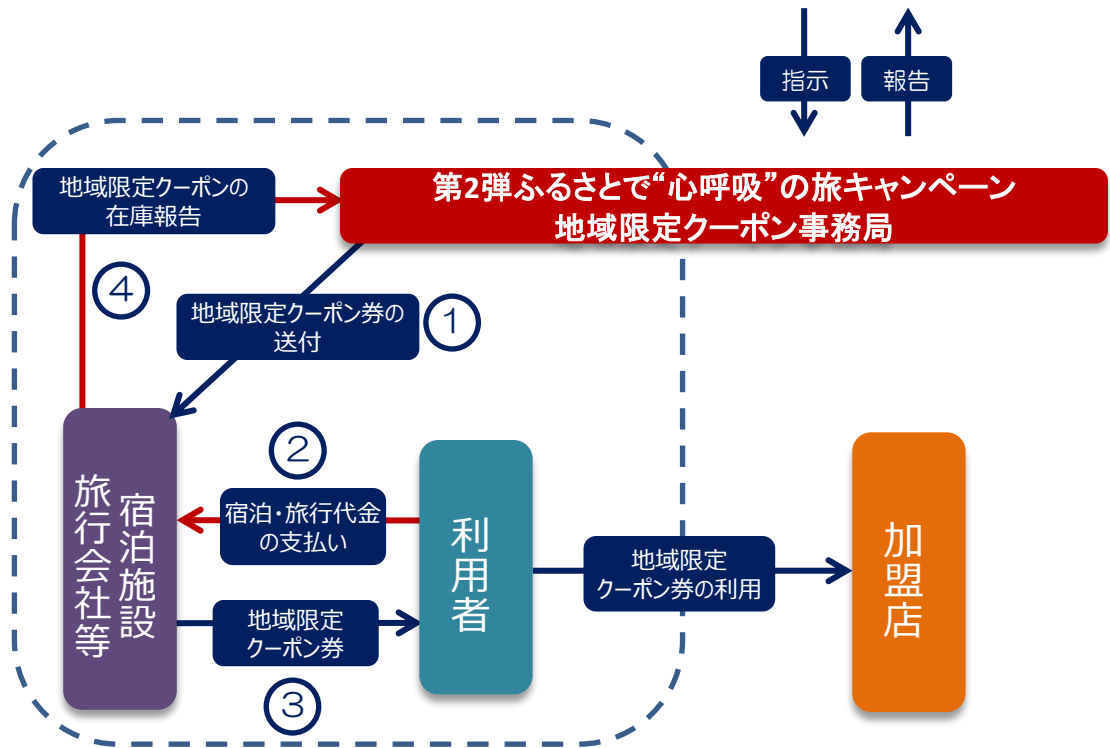 指示
報告
地域限定クーポンの
在庫報告
第2弾ふるさとで“心呼吸”の旅キャンペーン
地域限定クーポン事務局
④
地域限定クーポン券の
送付
①
②
宿泊施設
旅行会社等
宿泊・旅行代金
の支払い
利用者
地域限定
クーポン券の利用
加盟店
地域限定
クーポン券
③